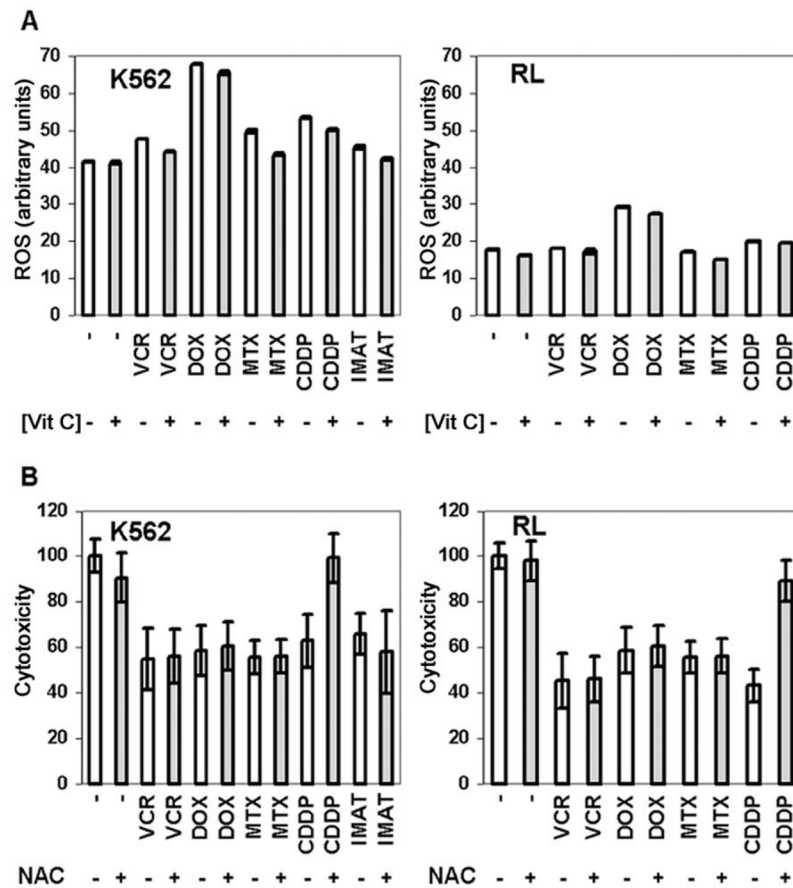 A
K562
RL
ROS (arbitrary units)
70
60
50
40
30
20
10
0
- - VCR VCR DOX DOX MTX MTX CDDP CDDP IMAT IMAT
[Vit C] - + - + - + - + - + - +
ROS (arbitrary units)
70
60
50
40
30
20
10
0
- - VCR VCR DOX DOX MTX MTX CDDP CDDP
[Vit C] - + - + - + - + - +
B
K562
RL
Cytotoxicity
120
100
80
60
40
20
0
- - VCR VCR DOX DOX MTX MTX CDDP CDDP IMAT IMAT
NAC - + - + - + - + - + - +
Cytotoxicity
120
100
80
60
40
20
0
- - VCR VCR DOX DOX MTX MTX CDDP CDDP
NAC - + - + - + - + - +